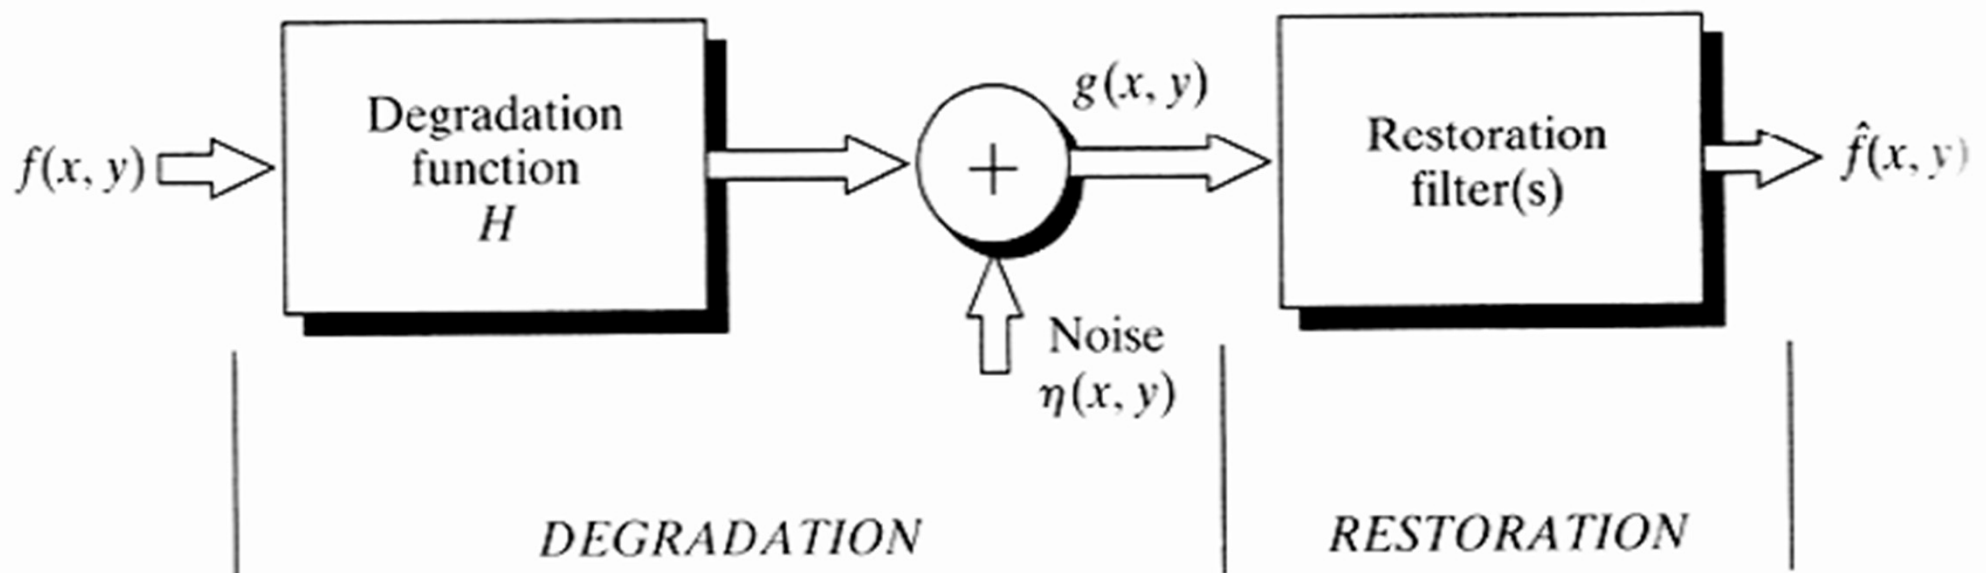 f(x, y)
Degradation
function
H
+
g(x, y)
Noise
η(x, y)
Restoration
filter(s)
f̂(x, y)
DEGRADATION
RESTORATION